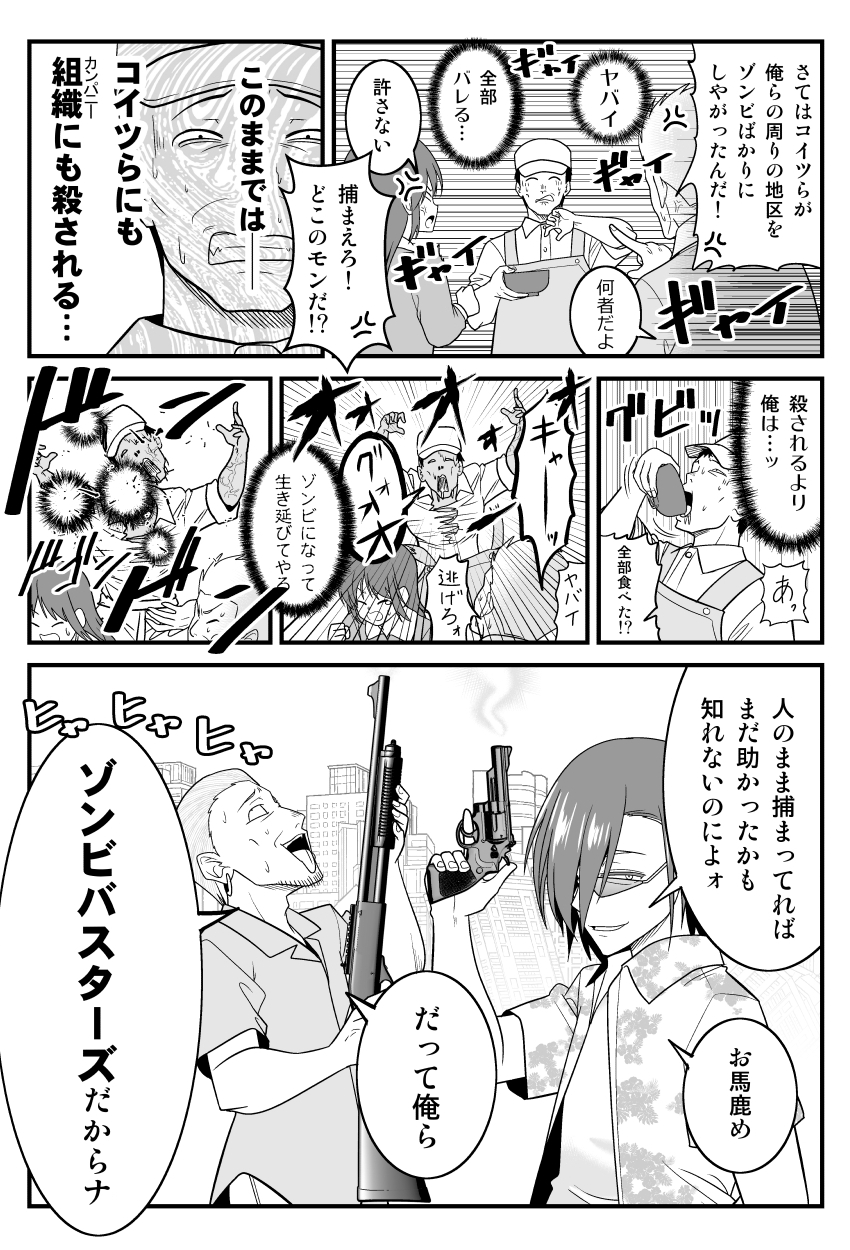 さてはコイツらが
俺らの周りの地区を
ゾンビばかりに
しやがったんだ！
ヤバイ
ギャイ
全部
バレる…
許さない
ギャイ
ギャイ
何者だよ
ギャイ
捕まえろ！
どこのモンだ!?
このままでは――
コイツらにも
カンパニー
組織にも殺される…
殺されるより
俺は…ッ
グビッ
あっ
全部食べた!?
キャー
オオオオ
グオオ
ヤバイ
逃げろォ
ゾンビになって
生き延びてやる
ドドドン
人のまま捕まってれば
まだ助かったかも
知れないのによォ
お馬鹿め
だって俺ら
ヒャ
ヒャ
ヒャ
ゾンビバスターズだからナ